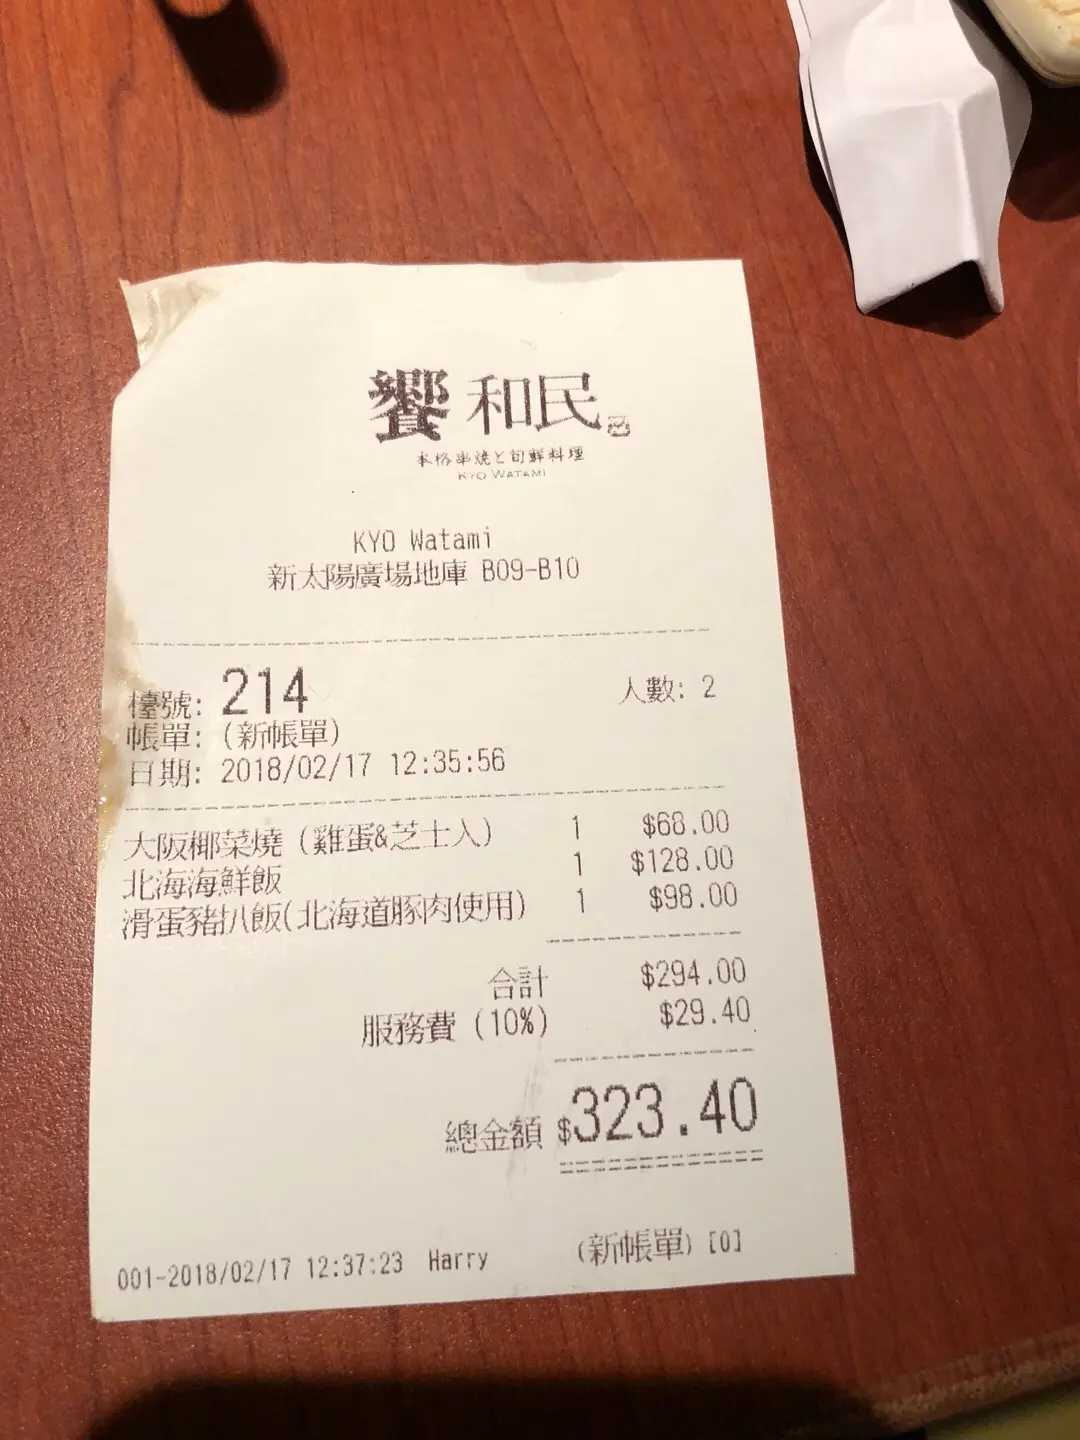 饗 和民
本格串燒と旬鮮料理
KYO WATAMI
KYO Watami
新太陽廣場地庫 B09-B10
檯號: 214 人數: 2
帳單: (新帳單)
日期: 2018/02/17 12:35:56
大阪椰菜燒 (雞蛋&芝士入) 1 $68.00
北海海鮮飯 1 $128.00
滑蛋豬扒飯(北海道豚肉使用) 1 $98.00
合計 $294.00
服務費 (10%) $29.40
總金額 $323.40
001-2018/02/17 12:37:23 Harry (新帳單) [0]